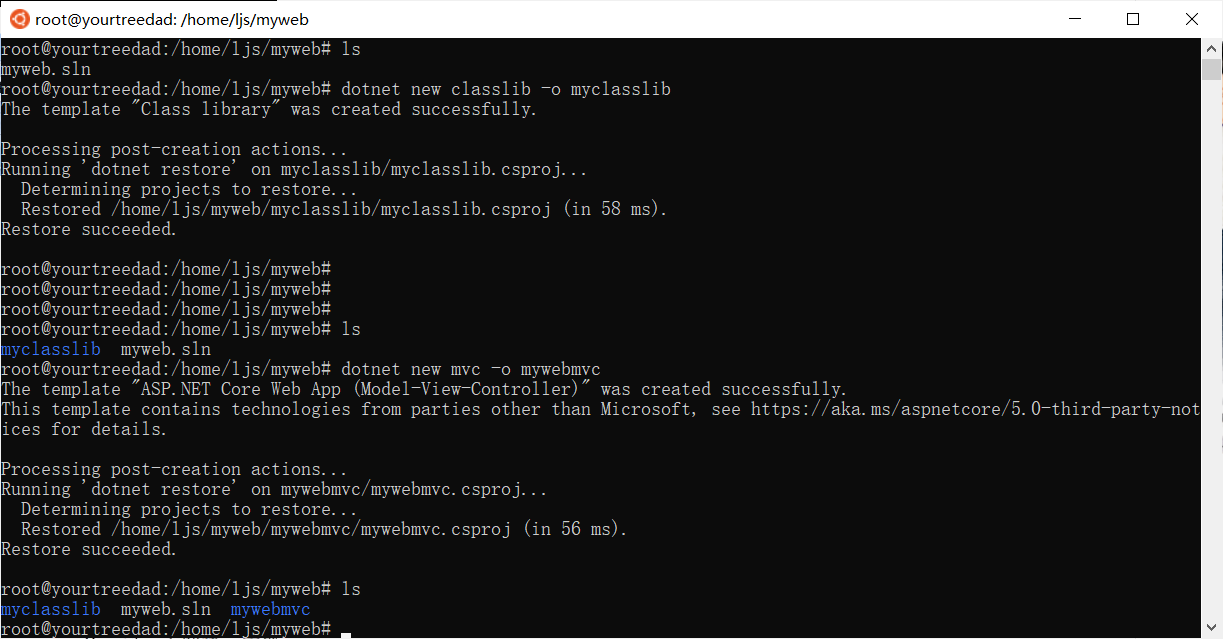 root@yourtreedad: /home/ljs/myweb
root@yourtreedad:/home/ljs/myweb# ls
myweb.sln
root@yourtreedad:/home/ljs/myweb# dotnet new classlib -o myclasslib
The template "Class library" was created successfully.
Processing post-creation actions...
Running 'dotnet restore' on myclasslib/myclasslib.csproj...
  Determining projects to restore...
  Restored /home/ljs/myweb/myclasslib/myclasslib.csproj (in 58 ms).
Restore succeeded.
root@yourtreedad:/home/ljs/myweb#
root@yourtreedad:/home/ljs/myweb#
root@yourtreedad:/home/ljs/myweb#
root@yourtreedad:/home/ljs/myweb# ls
myclasslib  myweb.sln
root@yourtreedad:/home/ljs/myweb# dotnet new mvc -o mywebmvc
The template "ASP.NET Core Web App (Model-View-Controller)" was created successfully.
This template contains technologies from parties other than Microsoft, see https://aka.ms/aspnetcore/5.0-third-party-not
ices for details.
Processing post-creation actions...
Running 'dotnet restore' on mywebmvc/mywebmvc.csproj...
  Determining projects to restore...
  Restored /home/ljs/myweb/mywebmvc/mywebmvc.csproj (in 56 ms).
Restore succeeded.
root@yourtreedad:/home/ljs/myweb# ls
myclasslib  myweb.sln  mywebmvc
root@yourtreedad:/home/ljs/myweb#